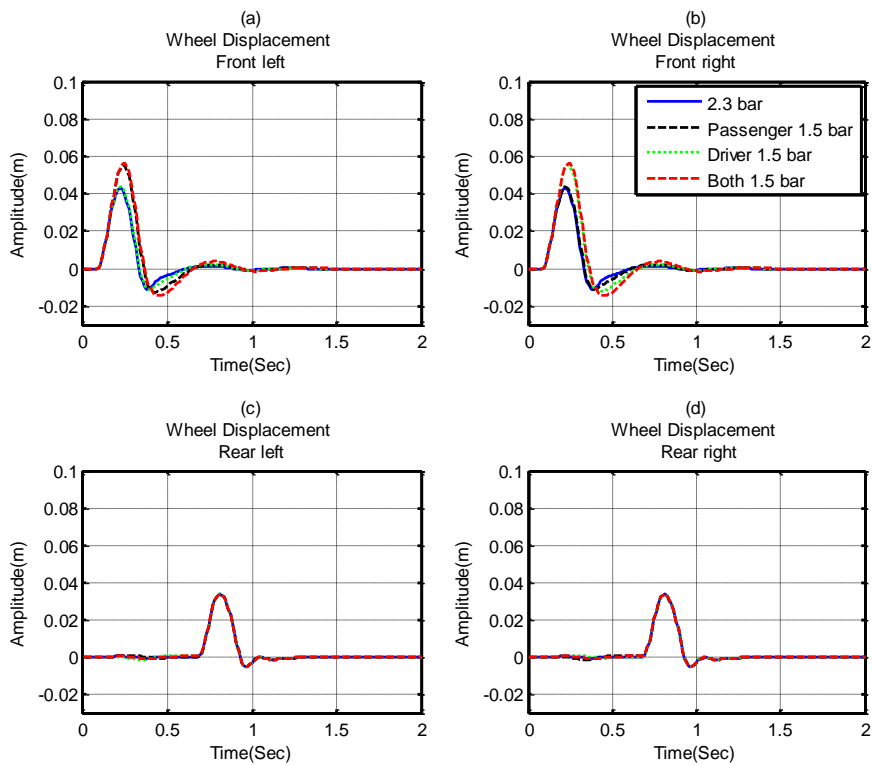 (a)
Wheel Displacement
Front left
0.1
0.08
0.06
0.04
0.02
0
-0.02
Amplitude(m)
0 0.5 1 1.5 2
Time(Sec)
(b)
Wheel Displacement
Front right
0.1
0.08
0.06
0.04
0.02
0
-0.02
Amplitude(m)
2.3 bar
Passenger 1.5 bar
Driver 1.5 bar
Both 1.5 bar
0 0.5 1 1.5 2
Time(Sec)
(c)
Wheel Displacement
Rear left
0.1
0.08
0.06
0.04
0.02
0
-0.02
Amplitude(m)
0 0.5 1 1.5 2
Time(Sec)
(d)
Wheel Displacement
Rear right
0.1
0.08
0.06
0.04
0.02
0
-0.02
Amplitude(m)
0 0.5 1 1.5 2
Time(Sec)